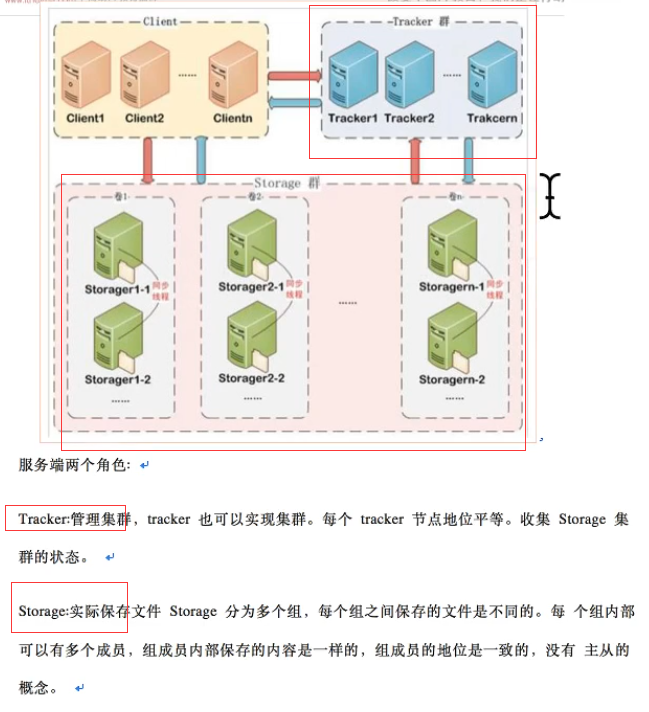 Client
Tracker 群
Client1 Client2 …… Clientn
Tracker1 Tracker2 …… Trakcern
Storage 群
卷1 卷2 卷n
Storager1-1 同步线程
Storager2-1 同步线程
Storagern-1 同步线程
……
Storager1-2 Storager2-2 Storagern-2
…… …… ……
服务端两个角色:
Tracker:管理集群，tracker 也可以实现集群。每个 tracker 节点地位平等。收集 Storage 集
群的状态。
Storage:实际保存文件 Storage 分为多个组，每个组之间保存的文件是不同的。每 个组内部
可以有多个成员，组成员内部保存的内容是一样的，组成员的地位是一致的，没有 主从的
概念。